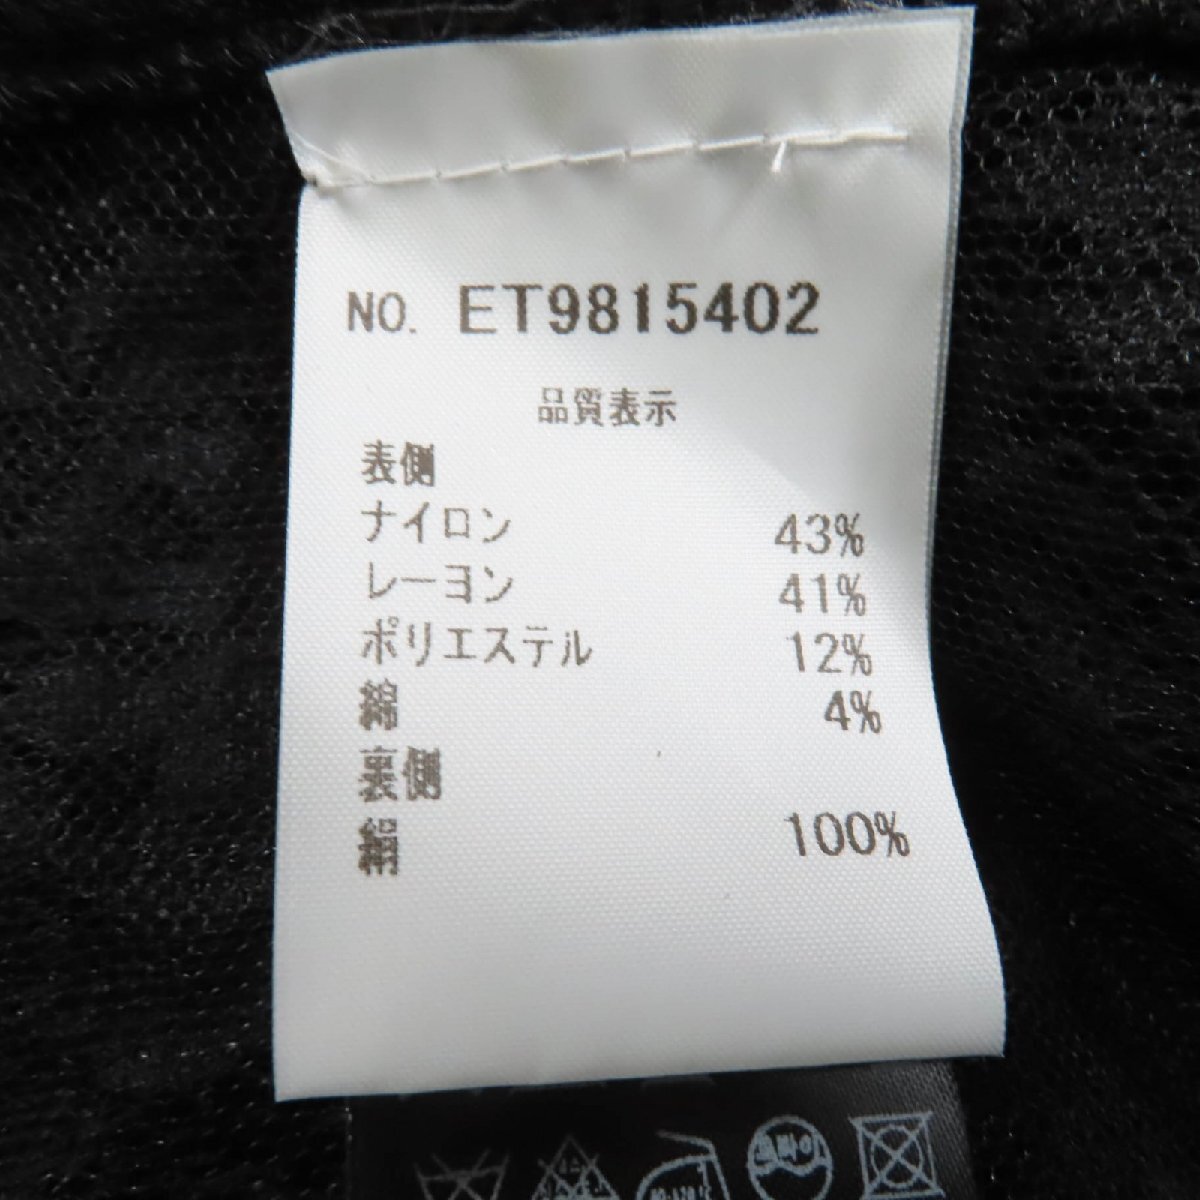 NO. ET9815402
品質表示
表側
ナイロン 43%
レーヨン 41%
ポリエステル 12%
綿 4%
裏側
絹 100%